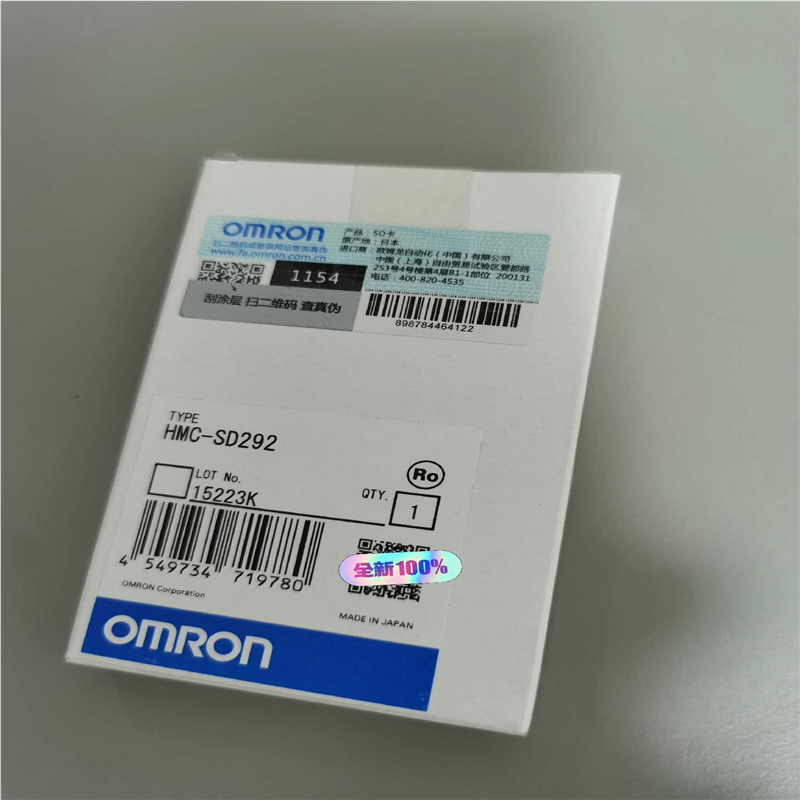 OMRON
扫二维码或登录网站查询真伪
www.fa.omron.com.cn
产品：SD卡
原产地：日本
进口商：欧姆龙自动化（中国）有限公司
中国（上海）自由贸易试验区爱都路
253号4号楼第4层B1-1部位 200131
电话：400-820-4535
1154
刮涂层 扫二维码 查真伪
898784464122
TYPE
HMC-SD292
Ro
LOT No.
15223K
QTY.
1
4 549734 719780
全新100%
OMRON Corporation
MADE IN JAPAN
OMRON